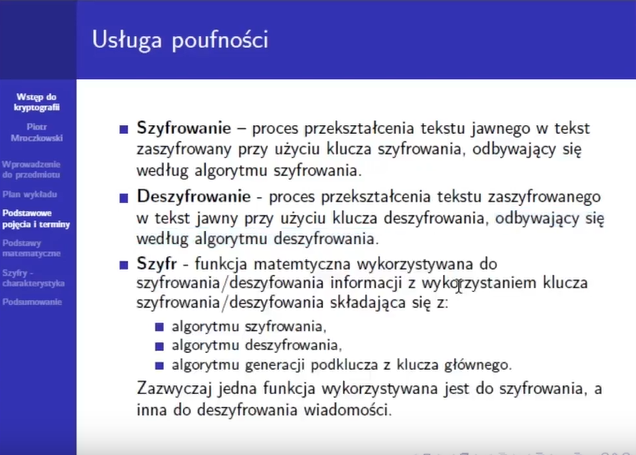 Usługa poufności
Wstęp do
kryptografii
Piotr
Mroczkowski
Wprowadzenie
do przedmiotu
Plan wykładu
Podstawowe
pojęcia i terminy
Podstawy
matematyczne
Szyfry -
charakterystyka
Podsumowanie
Szyfrowanie – proces przekształcenia tekstu jawnego w tekst
zaszyfrowany przy użyciu klucza szyfrowania, odbywający się
według algorytmu szyfrowania.
Deszyfrowanie - proces przekształcenia tekstu zaszyfrowanego
w tekst jawny przy użyciu klucza deszyfrowania, odbywający się
według algorytmu deszyfrowania.
Szyfr - funkcja matemtyczna wykorzystywana do
szyfrowania/deszyfowania informacji z wykorzystaniem klucza
szyfrowania/deszyfowania składająca się z:
algorytmu szyfrowania,
algorytmu deszyfrowania,
algorytmu generacji podklucza z klucza głównego.
Zazwyczaj jedna funkcja wykorzystywana jest do szyfrowania, a
inna do deszyfrowania wiadomości.